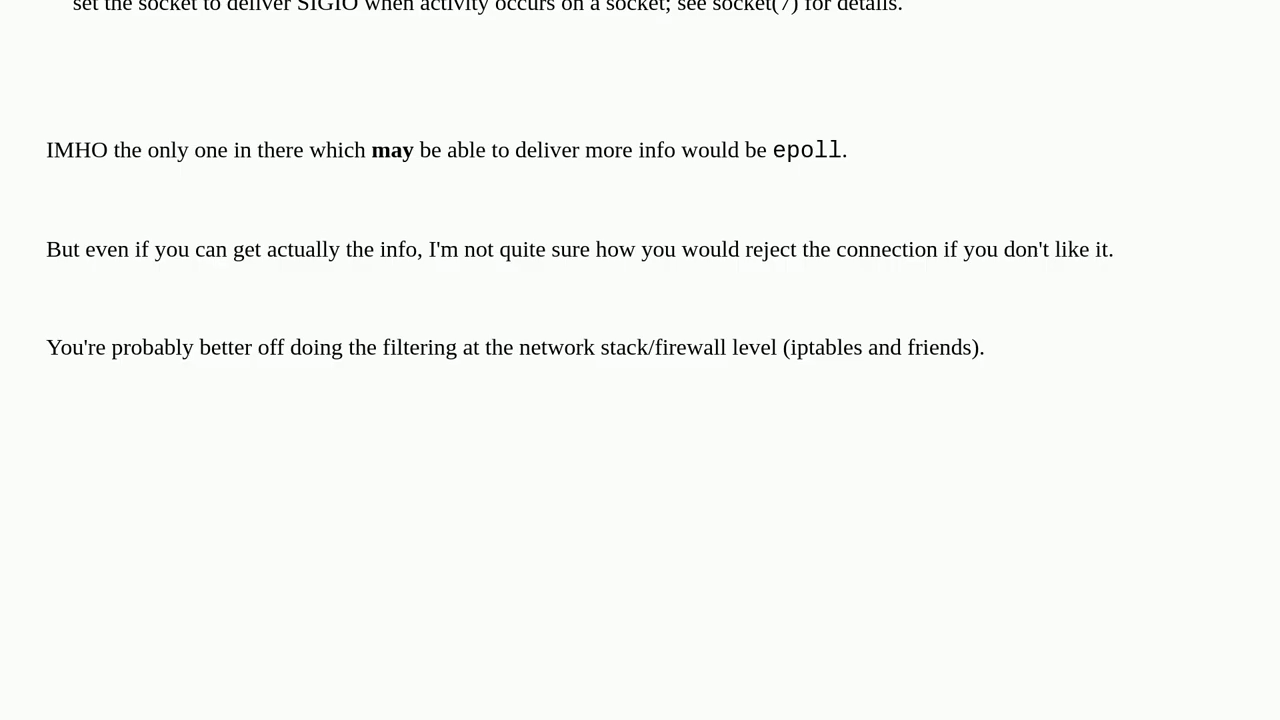 set the socket to deliver SIGIO when activity occurs on a socket; see socket(7) for details.
IMHO the only one in there which may be able to deliver more info would be epoll.
But even if you can get actually the info, I'm not quite sure how you would reject the connection if you don't like it.
You're probably better off doing the filtering at the network stack/firewall level (iptables and friends).